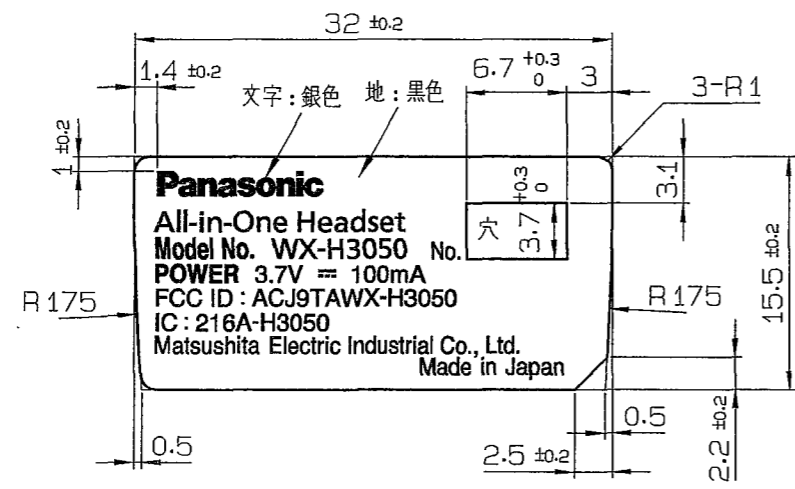 32 ±0.2
1.4 ±0.2
文字：銀色
地：黒色
6.7 +0.3 0
3
3-R1
1 ±0.2
3.1
Panasonic
All-in-One Headset
Model No. WX-H3050 No.
穴
3.7 +0.3 0
POWER 3.7V ⎓ 100mA
FCC ID : ACJ9TAWX-H3050
IC : 216A-H3050
Matsushita Electric Industrial Co., Ltd.
Made in Japan
R175
R175
15.5 ±0.2
0.5
2.5 ±0.2
0.5
2.2 ±0.2